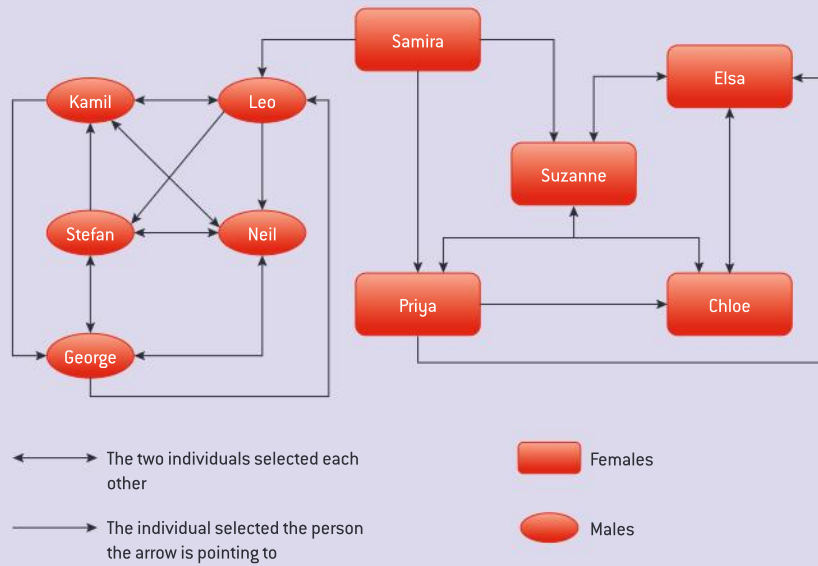 Samira
Elsa
Kamil
Leo
Suzanne
Stefan
Neil
Priya
Chloe
George
The two individuals selected each
other
Females
The individual selected the person
the arrow is pointing to
Males